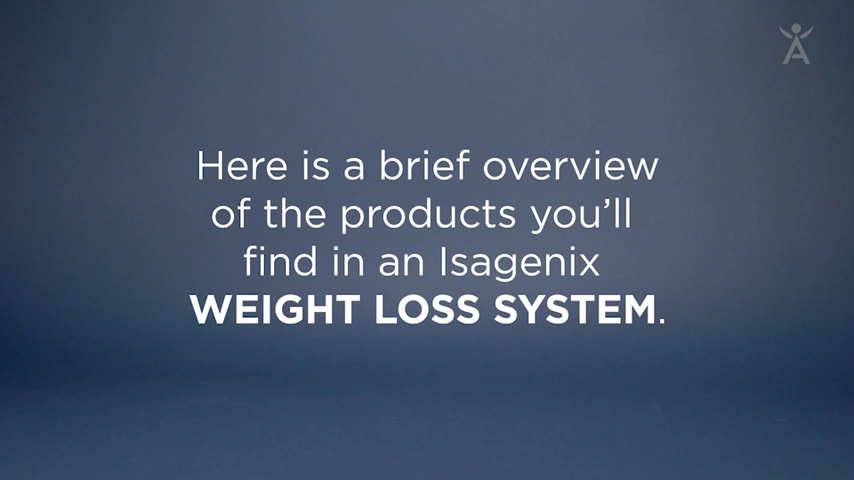 Here is a brief overview
of the products you’ll
find in an Isagenix
WEIGHT LOSS SYSTEM.